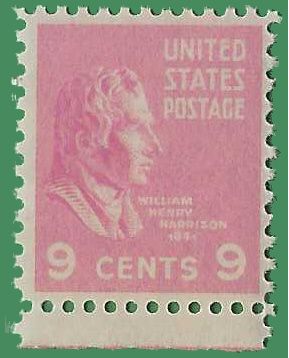 UNITED
STATES
POSTAGE
WILLIAM
HENRY
HARRISON
1841
9 CENTS 9